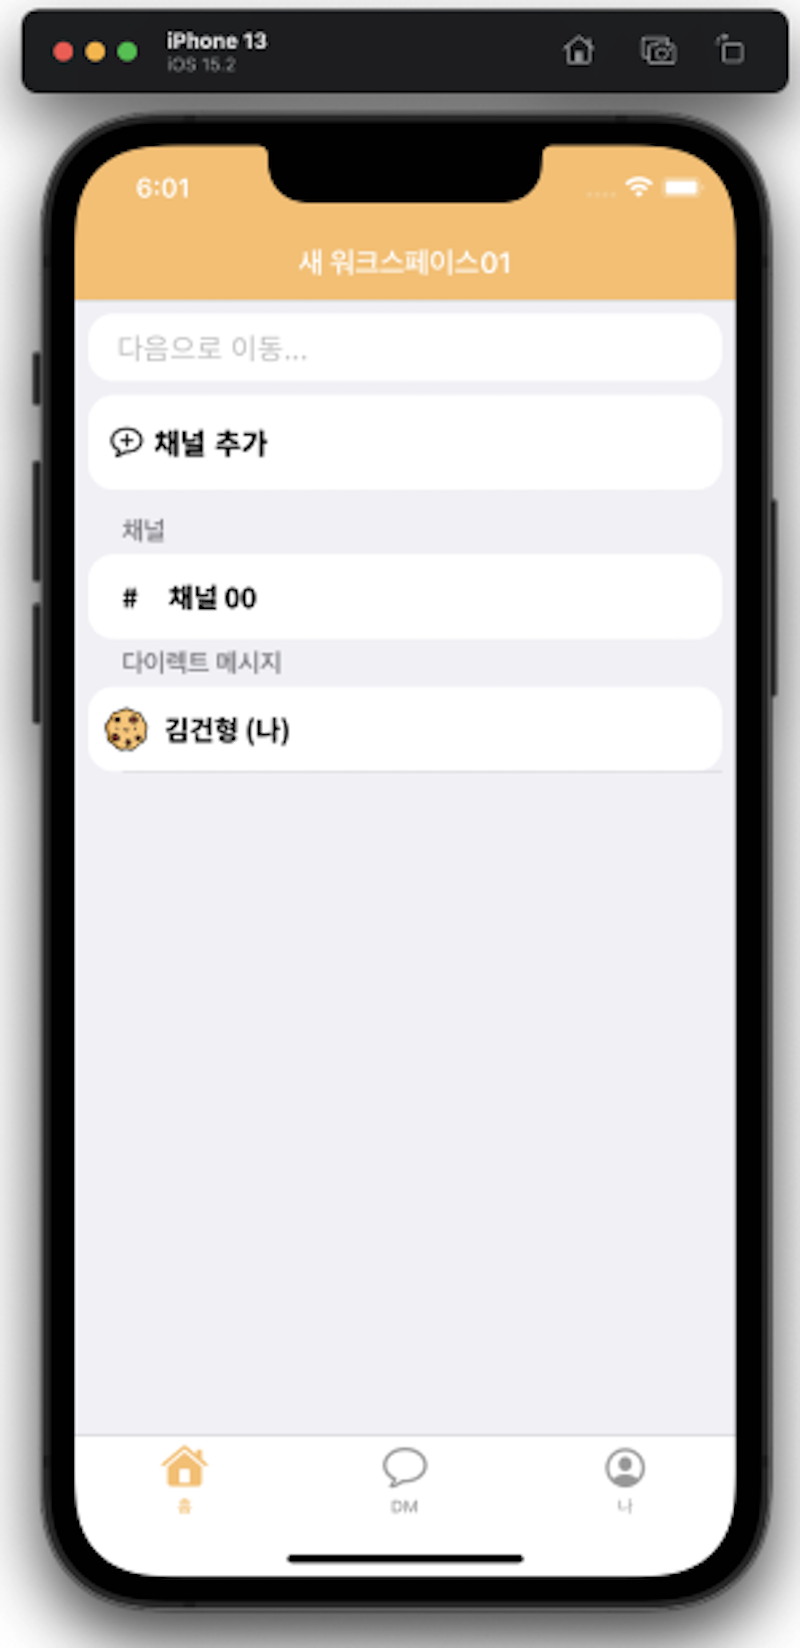 iPhone 13
iOS 15.2
6:01
새 워크스페이스01
다음으로 이동...
채널 추가
채널
# 채널 00
다이렉트 메시지
김건형 (나)
홈
DM
나